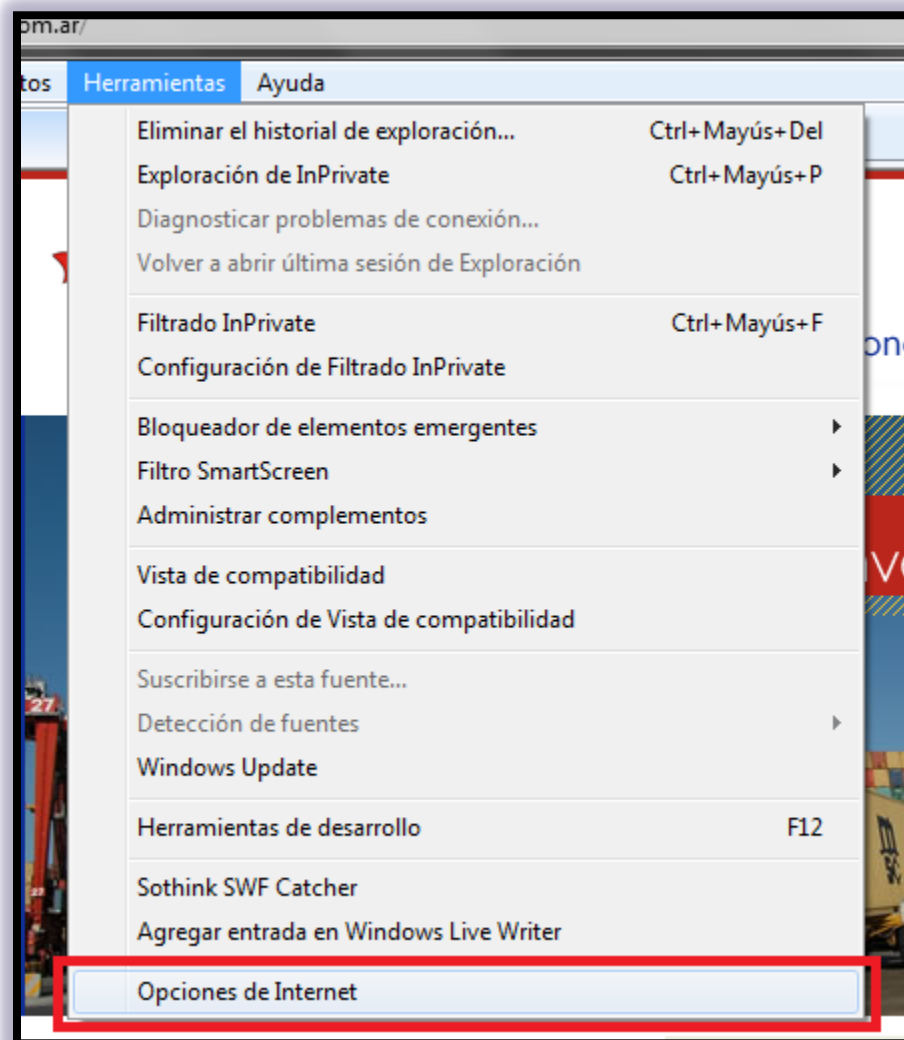 om.ar/
tos Herramientas Ayuda
Eliminar el historial de exploración... Ctrl+Mayús+Del
Exploración de InPrivate Ctrl+Mayús+P
Diagnosticar problemas de conexión...
Volver a abrir última sesión de Exploración
Filtrado InPrivate Ctrl+Mayús+F
Configuración de Filtrado InPrivate
Bloqueador de elementos emergentes
Filtro SmartScreen
Administrar complementos
Vista de compatibilidad
Configuración de Vista de compatibilidad
Suscribirse a esta fuente...
Detección de fuentes
27
Windows Update
Herramientas de desarrollo F12
Sothink SWF Catcher
27
Agregar entrada en Windows Live Writer
Opciones de Internet